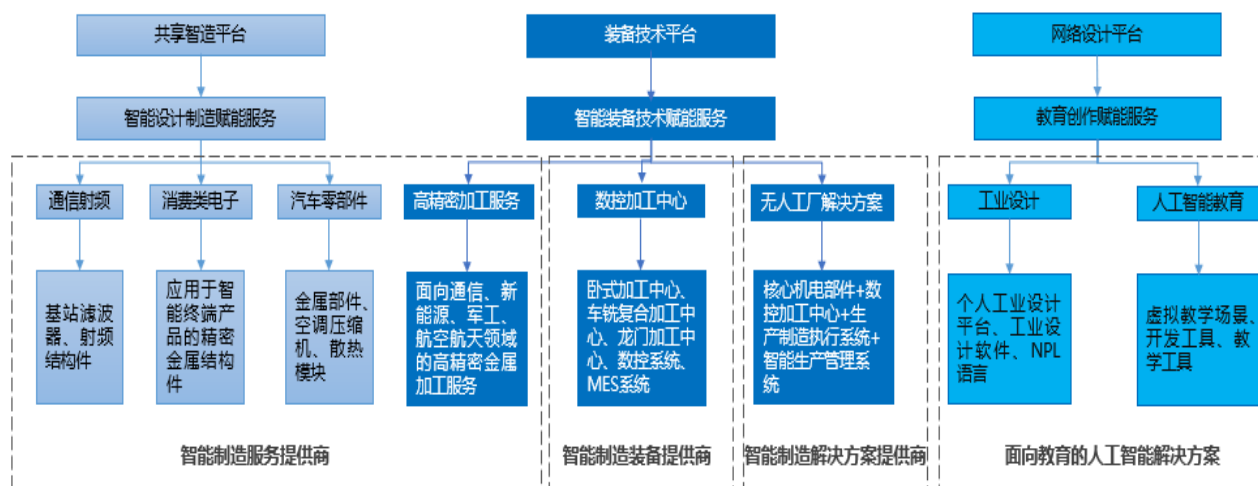 共享智造平台
装备技术平台
网络设计平台
智能设计制造赋能服务
智能装备技术赋能服务
教育创作赋能服务
通信射频
消费类电子
汽车零部件
高精密加工服务
数控加工中心
无人工厂解决方案
工业设计
人工智能教育
基站滤波
器、射频
结构件
应用于智
能终端产
品的精密
金属结构
件
金属部件、
空调压缩
机、散热
模块
面向通信、新
能源、军工、
航空航天领域
的高精密金属
加工服务
卧式加工中心、
车铣复合加工中
心、龙门加工中
心、数控系统、
MES系统
核心机电部件+数
控加工中心+生
产制造执行系统+
智能生产管理系
统
个人工业设计
平台、工业设
计软件、NPL
语言
虚拟教学场景、
开发工具、教
学工具
智能制造服务提供商
智能制造装备提供商
智能制造解决方案提供商
面向教育的人工智能解决方案